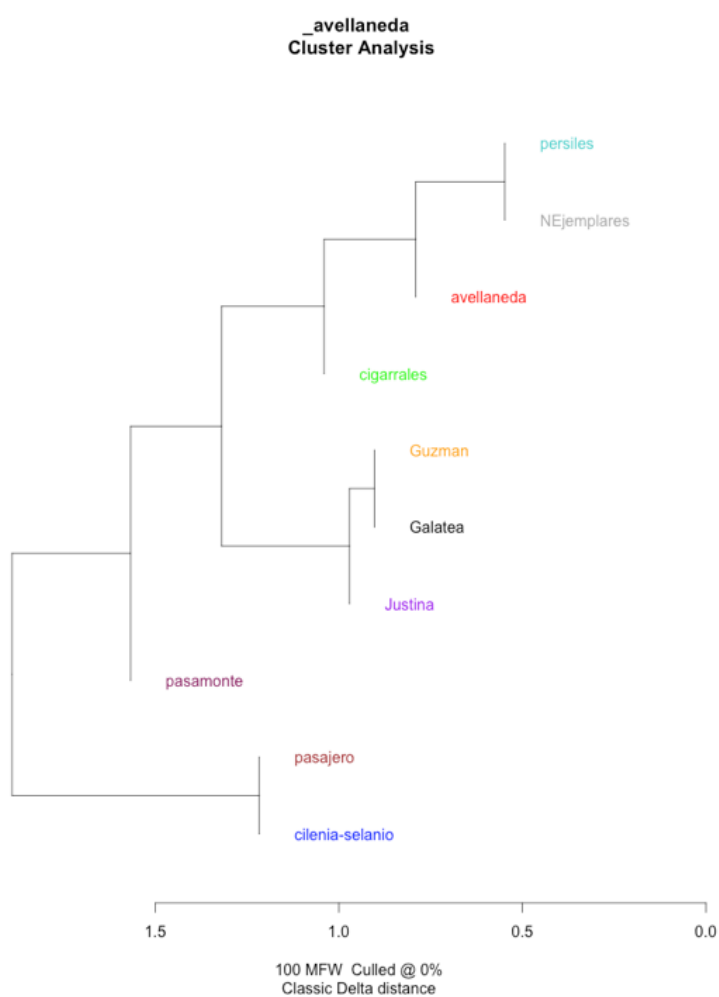 _avellaneda
Cluster Analysis
persiles
NEjemplares
avellaneda
cigarrales
Guzman
Galatea
Justina
pasamonte
pasajero
cilenia-selanio
1.5 1.0 0.5 0.0
100 MFW Culled @ 0%
Classic Delta distance